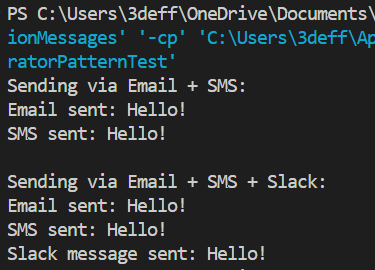 PS C:\Users\3deff\OneDrive\Documents\
ionMessages' '-cp' 'C:\Users\3deff\Ap
ratorPatternTest'
Sending via Email + SMS:
Email sent: Hello!
SMS sent: Hello!
Sending via Email + SMS + Slack:
Email sent: Hello!
SMS sent: Hello!
Slack message sent: Hello!